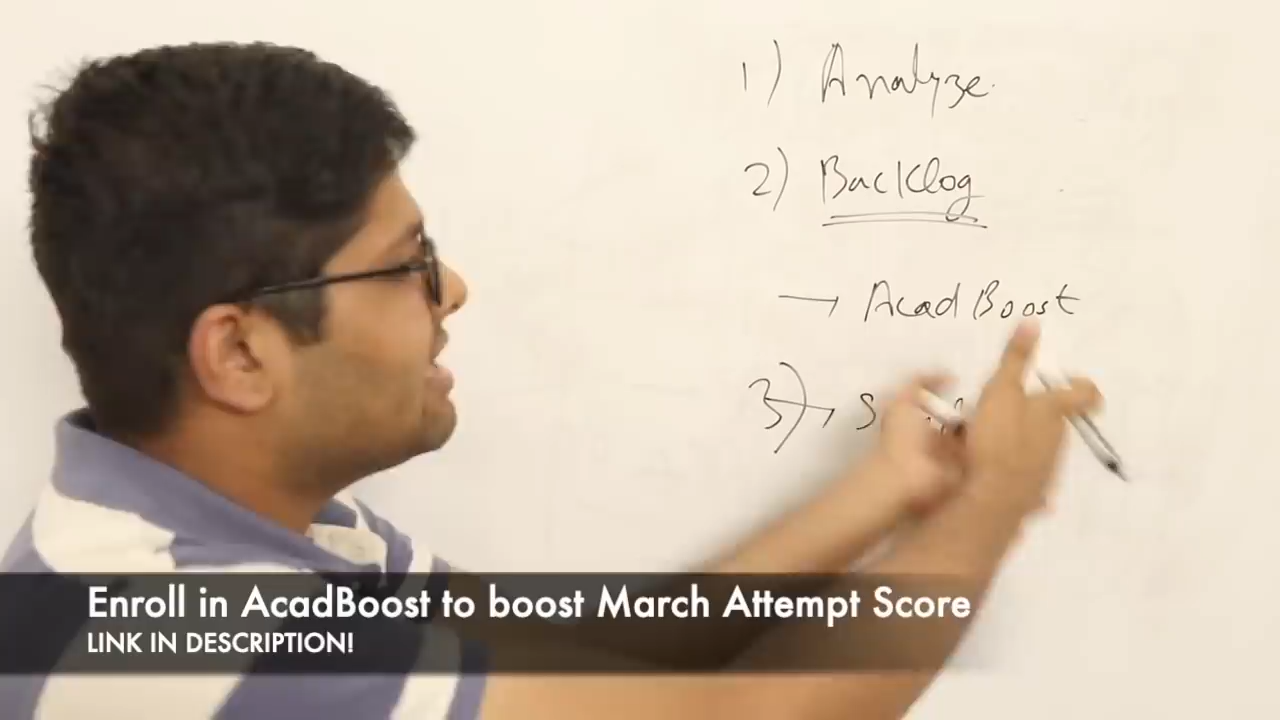 1) Analyze.
2) Backlog
→ AcadBoost
3) → S
Enroll in AcadBoost to boost March Attempt Score
LINK IN DESCRIPTION!